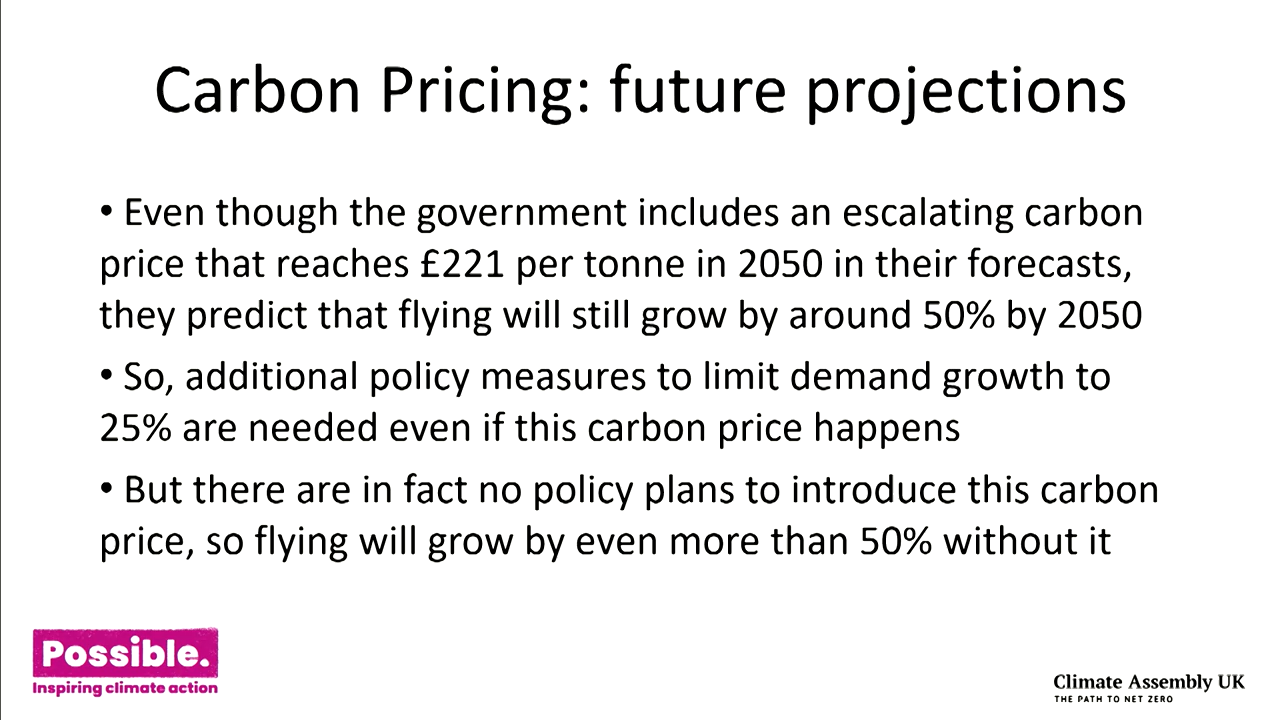 Carbon Pricing: future projections
• Even though the government includes an escalating carbon
price that reaches £221 per tonne in 2050 in their forecasts,
they predict that flying will still grow by around 50% by 2050
• So, additional policy measures to limit demand growth to
25% are needed even if this carbon price happens
• But there are in fact no policy plans to introduce this carbon
price, so flying will grow by even more than 50% without it
Possible.
Inspiring climate action
Climate Assembly UK
THE PATH TO NET ZERO